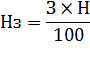 Нз = 3 × Н
100